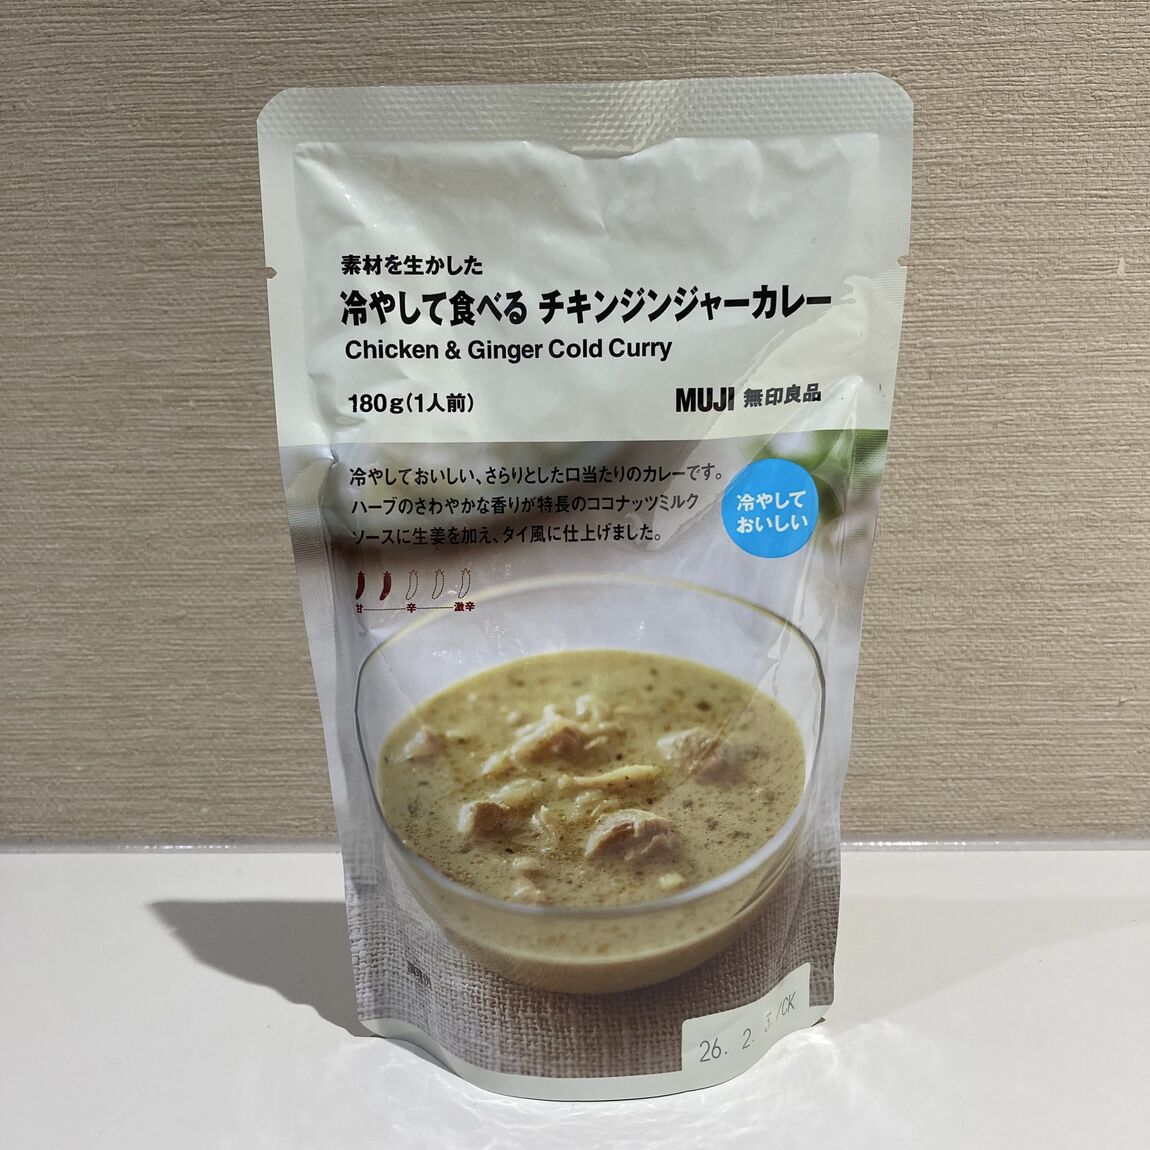 素材を生かした
冷やして食べる チキンジンジャーカレー
Chicken & Ginger Cold Curry
180g(1人前)
MUJI 無印良品
冷やしておいしい、さらりとした口当たりのカレーです。
ハーブのさわやかな香りが特長のココナッツミルク
ソースに生姜を加え、タイ風に仕上げました。
冷やして
おいしい
甘 辛 激辛
26. 2. 3./CK